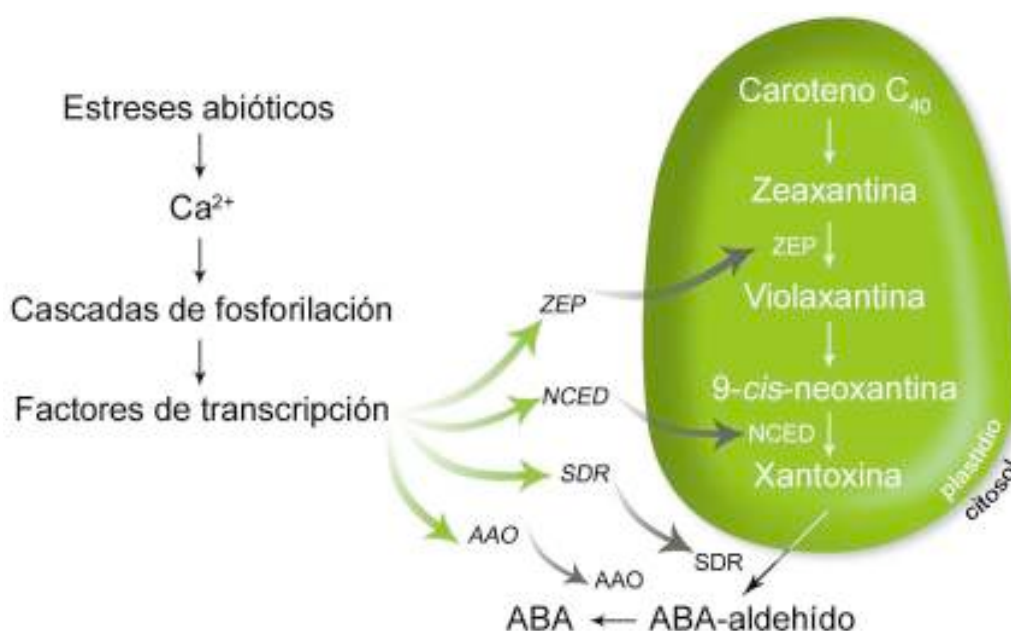 Estreses abióticos
Ca²⁺
Cascadas de fosforilación
Factores de transcripción
ZEP
NCED
SDR
AAO
Caroteno C₄₀
Zeaxantina
ZEP
Violaxantina
9-cis-neoxantina
NCED
Xantoxina
plastidio
citosol
SDR
AAO
ABA
ABA-aldehído